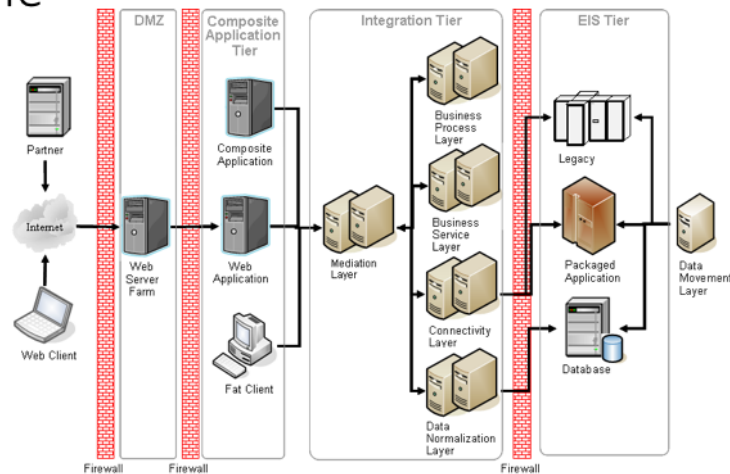 DMZ
Composite
Application
Tier
Integration Tier
EIS Tier
Partner
Internet
Web Client
Web
Server
Farm
Composite
Application
Web
Application
Fat Client
Mediation
Layer
Business
Process
Layer
Business
Service
Layer
Connectivity
Layer
Data
Normalization Layer
Legacy
Packaged
Application
Database
Data
Movement
Layer
Firewall
Firewall
Firewall